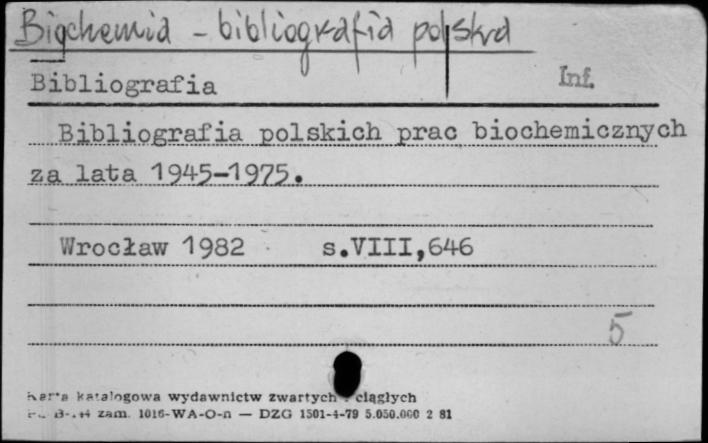 Biochemia - bibliografia polska
Bibliografia Inf.
Bibliografia polskich prac biochemicznych
za lata 1945-1975.
Wrocław 1982 s.VIII,646
5
Karta katalogowa wydawnictw zwartych i ciągłych
zam. 1016-WA-O-n — DZG 1501-4-79 5.050.000 2 81